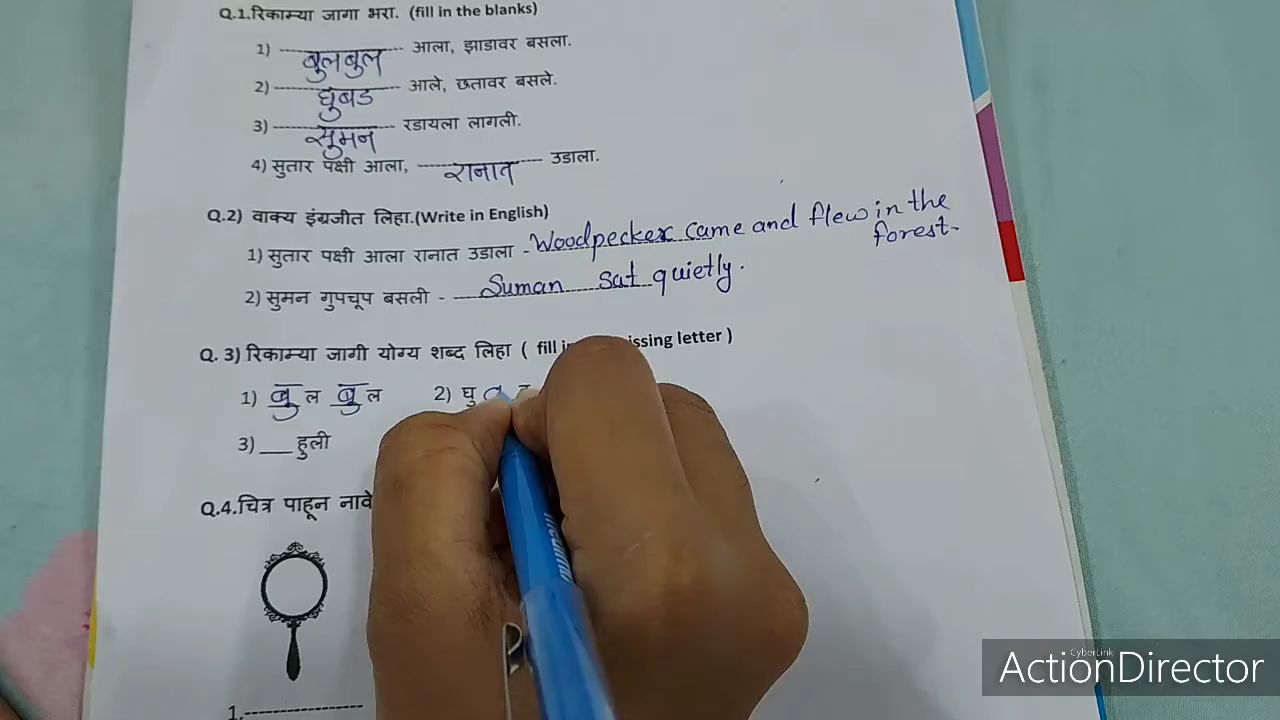 Q.1.रिकाम्या जागा भरा. (fill in the blanks)
1) बुलबुल आला, झाडावर बसला.
2) घुबड आले, छतावर बसले.
3) सुमन रडायला लागली.
4) सुतार पक्षी आला, रानात उडाला.
Q.2) वाक्य इंग्रजीत लिहा.(Write in English)
1) सुतार पक्षी आला रानात उडाला - Woodpecker came and flew in the
forest.
2) सुमन गुपचूप बसली - Suman sat quietly.
Q. 3) रिकाम्या जागी योग्य शब्द लिहा ( fill issing letter )
1) बु ल बु ल 2) घु
3) __ हुली
Q.4.चित्र पाहून नावे
1.
CyberLink
ActionDirector